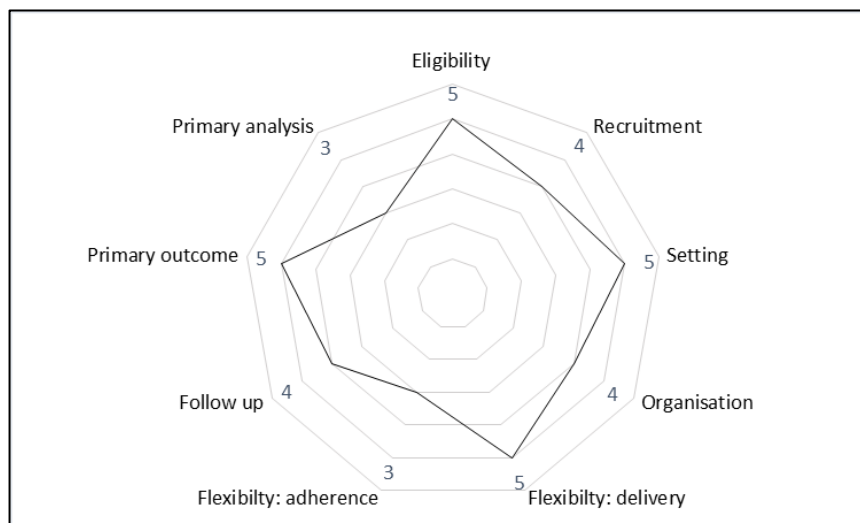 Eligibility
5
Recruitment
4
Setting
5
Organisation
4
Flexibilty: delivery
5
Flexibilty: adherence
3
Follow up
4
Primary outcome
5
Primary analysis
3